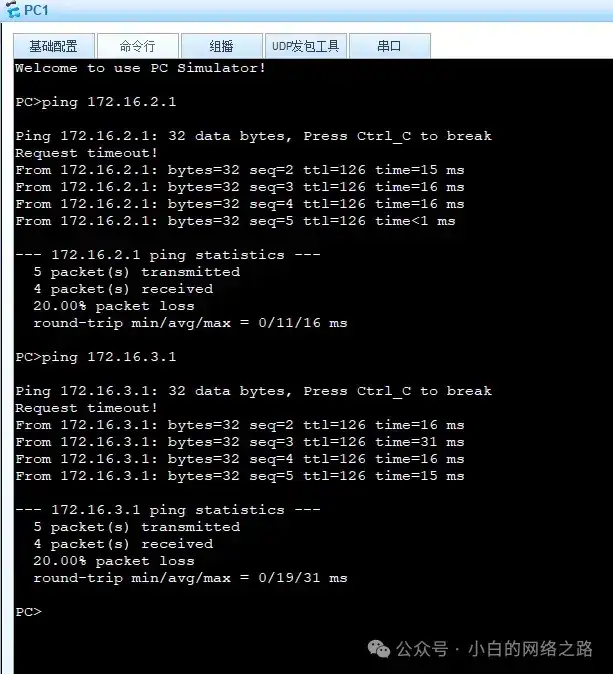 PC1
基础配置 命令行 组播 UDP发包工具 串口
Welcome to use PC Simulator!
PC>ping 172.16.2.1
Ping 172.16.2.1: 32 data bytes, Press Ctrl_C to break
Request timeout!
From 172.16.2.1: bytes=32 seq=2 ttl=126 time=15 ms
From 172.16.2.1: bytes=32 seq=3 ttl=126 time=16 ms
From 172.16.2.1: bytes=32 seq=4 ttl=126 time=16 ms
From 172.16.2.1: bytes=32 seq=5 ttl=126 time<1 ms
--- 172.16.2.1 ping statistics ---
5 packet(s) transmitted
4 packet(s) received
20.00% packet loss
round-trip min/avg/max = 0/11/16 ms
PC>ping 172.16.3.1
Ping 172.16.3.1: 32 data bytes, Press Ctrl_C to break
Request timeout!
From 172.16.3.1: bytes=32 seq=2 ttl=126 time=16 ms
From 172.16.3.1: bytes=32 seq=3 ttl=126 time=31 ms
From 172.16.3.1: bytes=32 seq=4 ttl=126 time=16 ms
From 172.16.3.1: bytes=32 seq=5 ttl=126 time=15 ms
--- 172.16.3.1 ping statistics ---
5 packet(s) transmitted
4 packet(s) received
20.00% packet loss
round-trip min/avg/max = 0/19/31 ms
PC>
公众号 · 小白的网络之路